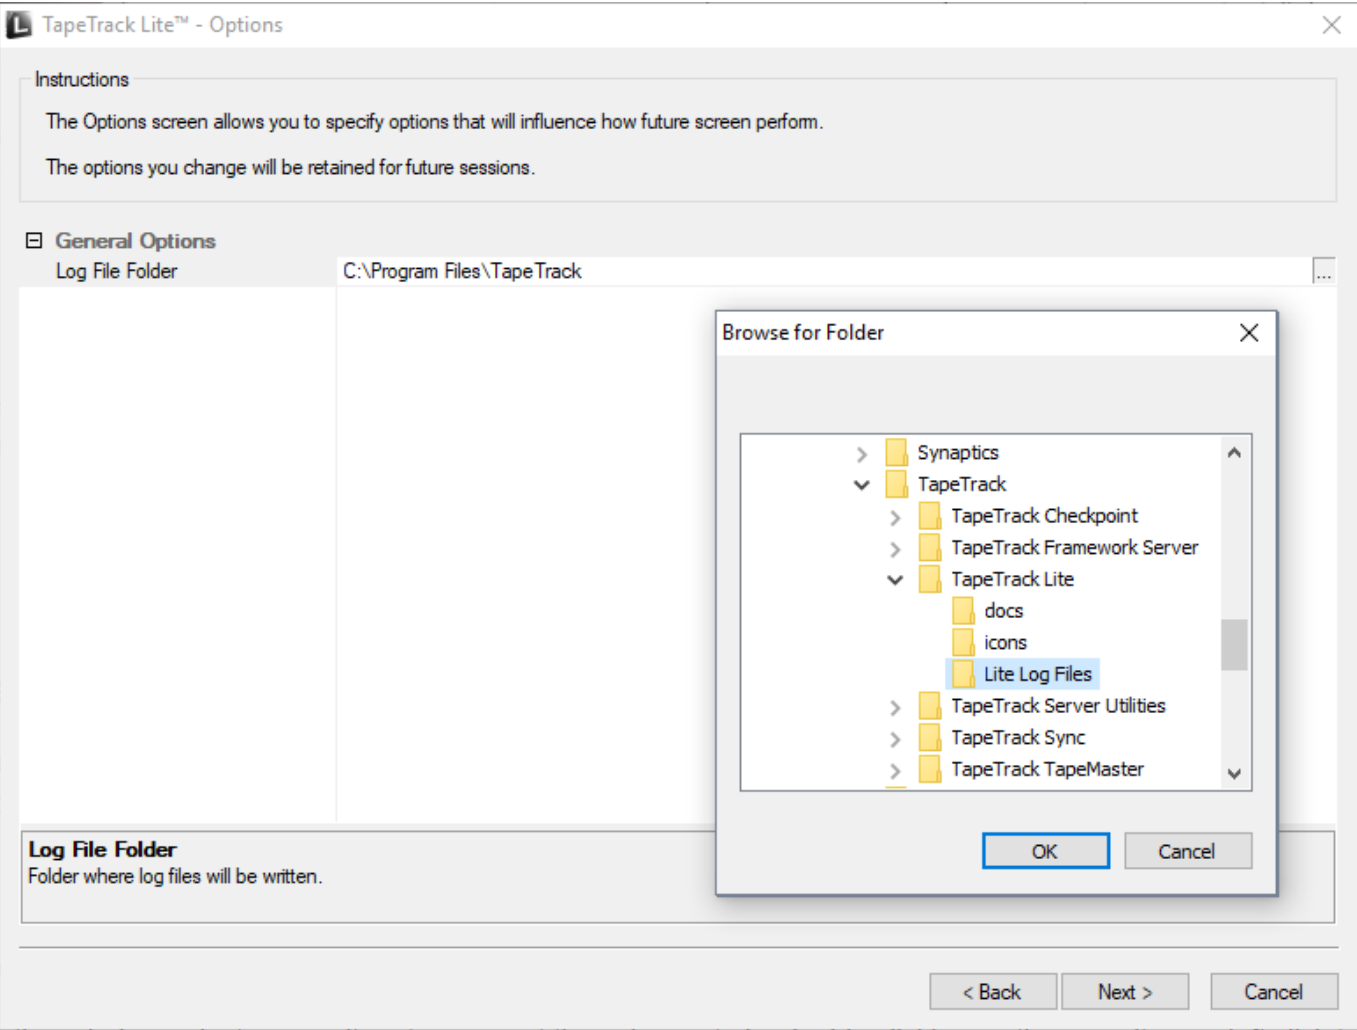 TapeTrack Lite™ - Options
Instructions
The Options screen allows you to specify options that will influence how future screen perform.
The options you change will be retained for future sessions.
General Options
Log File Folder C:\Program Files\TapeTrack ...
Browse for Folder
Synaptics
TapeTrack
TapeTrack Checkpoint
TapeTrack Framework Server
TapeTrack Lite
docs
icons
Lite Log Files
TapeTrack Server Utilities
TapeTrack Sync
TapeTrack TapeMaster
OK Cancel
Log File Folder
Folder where log files will be written.
< Back Next > Cancel